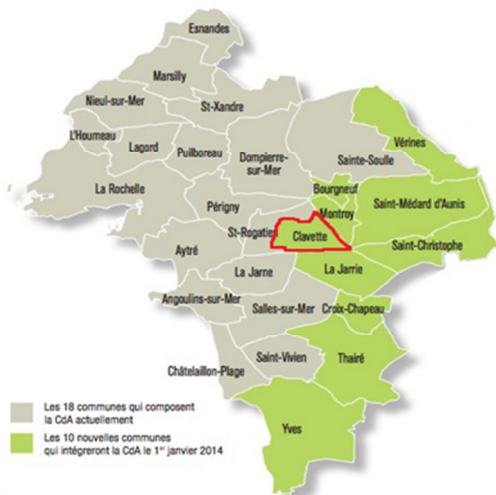 Esnandes
Marsilly
Nieul-sur-Mer
St-Xandre
L'Houmeau
Lagord
Puilboreau
Dompierre-
sur-Mer
Sainte-Soulle
Vérines
La Rochelle
Bourgneuf
Périgny
Montroy
Saint-Médard d'Aunis
St-Rogatien
Clavette
Saint-Christophe
Aytré
La Jarne
La Jarrie
Angoulins-sur-Mer
Salles-sur-Mer
Croix-Chapeau
Saint-Vivien
Thairé
Châtelaillon-Plage
Yves
Les 18 communes qui composent
la CdA actuellement
Les 10 nouvelles communes
qui intégreront la CdA le 1er janvier 2014